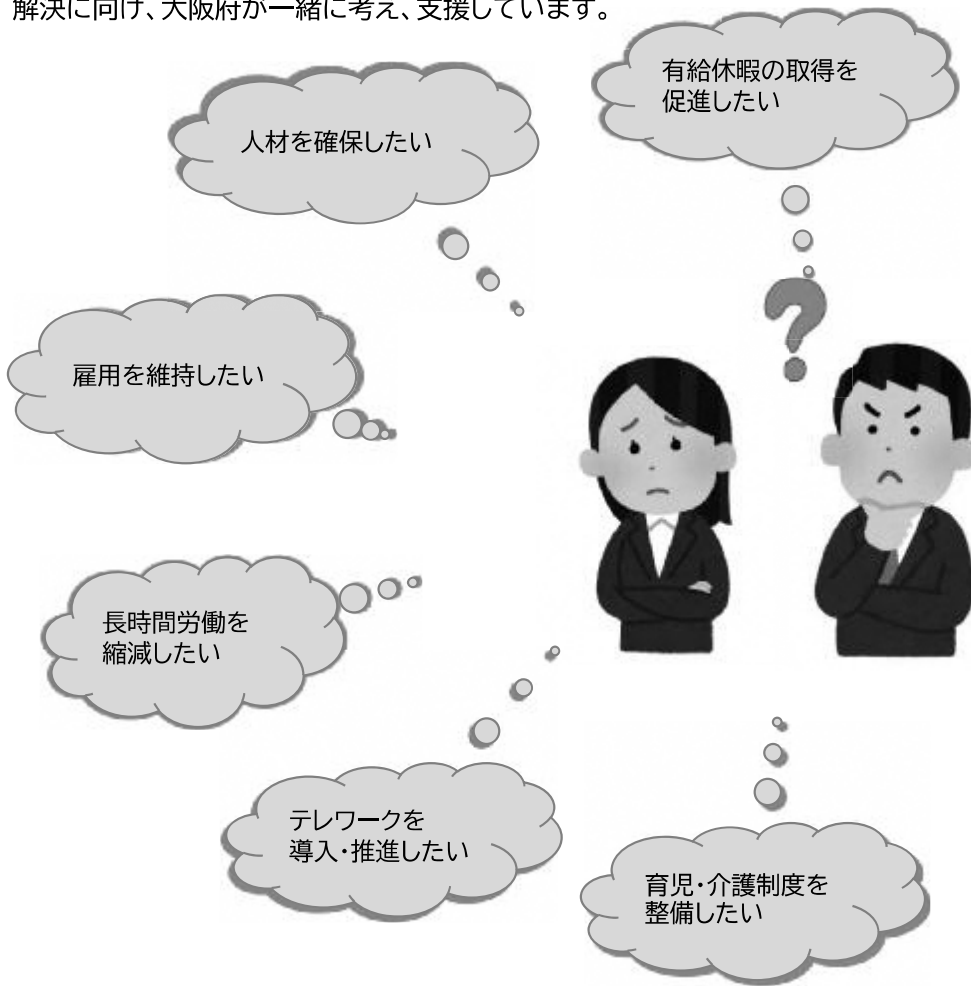 解決に向け、大阪府が一緒に考え、支援しています。
有給休暇の取得を
促進したい
人材を確保したい
雇用を維持したい
長時間労働を
縮減したい
テレワークを
導入・推進したい
育児・介護制度を
整備したい